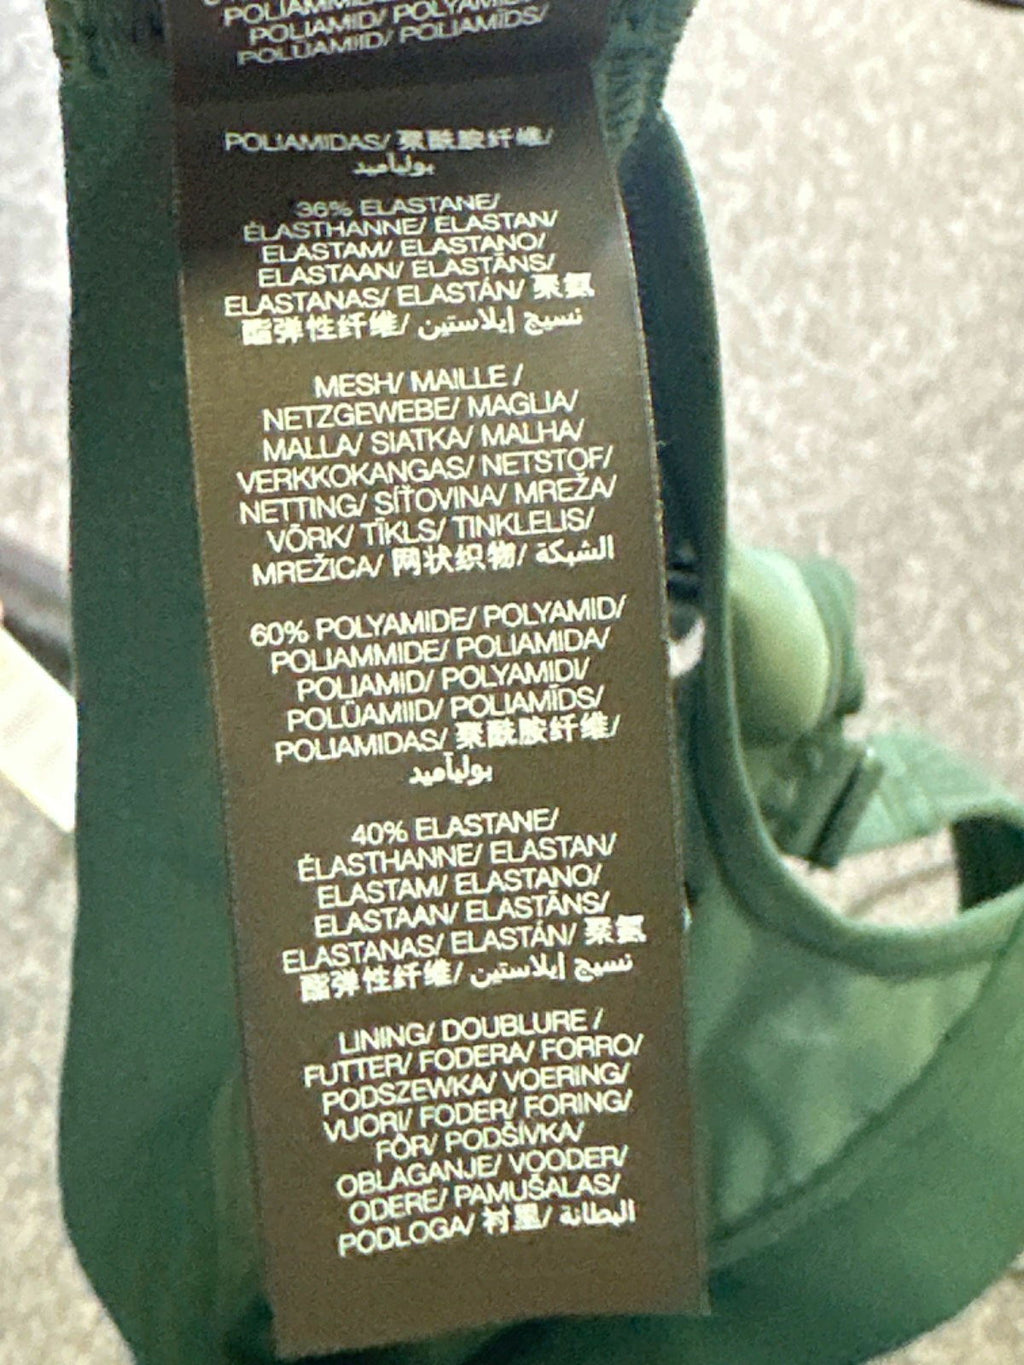 POLIAMMIDE/
POLIAMID/ POLYAMIDI/
POLÜAMIID/ POLIAMĪDS/
POLIAMIDAS/ 聚酰胺纤维/
بولياميد
36% ELASTANE/
ÉLASTHANNE/ ELASTAN/
ELASTAM/ ELASTANO/
ELASTAAN/ ELASTĀNS/
ELASTANAS/ ELASTÁN/ 聚氨
酯弹性纤维/ نسيج إيلاستين
MESH/ MAILLE /
NETZGEWEBE/ MAGLIA/
MALLA/ SIATKA/ MALHA/
VERKKOKANGAS/ NETSTOF/
NETTING/ SÍŤOVINA/ MREŽA/
VÕRK/ TĪKLS/ TINKLELIS/
MREŽICA/ 网状织物/ الشبكة
60% POLYAMIDE/ POLYAMID/
POLIAMMIDE/ POLIAMIDA/
POLIAMID/ POLYAMIDI/
POLÜAMIID/ POLIAMĪDS/
POLIAMIDAS/ 聚酰胺纤维/
بولياميد
40% ELASTANE/
ÉLASTHANNE/ ELASTAN/
ELASTAM/ ELASTANO/
ELASTAAN/ ELASTĀNS/
ELASTANAS/ ELASTÁN/ 聚氨
酯弹性纤维/ نسيج إيلاستين
LINING/ DOUBLURE /
FUTTER/ FODERA/ FORRO/
PODSZEWKA/ VOERING/
VUORI/ FODER/ FORING/
FÔR/ PODŠÍVKA/
OBLAGANJE/ VOODER/
ODERE/ PAMUŠALAS/
PODLOGA/ 衬里/ البطانة